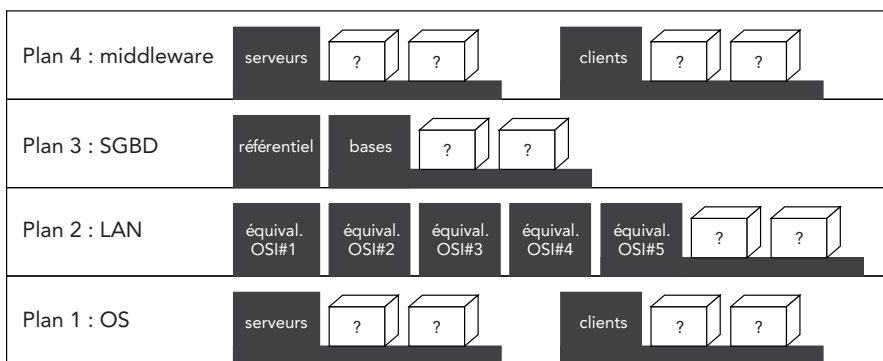 Plan 4 : middleware
serveurs
?
?
clients
?
?
Plan 3 : SGBD
référentiel
bases
?
?
Plan 2 : LAN
équival.
OSI#1
équival.
OSI#2
équival.
OSI#3
équival.
OSI#4
équival.
OSI#5
?
?
Plan 1 : OS
serveurs
?
?
clients
?
?